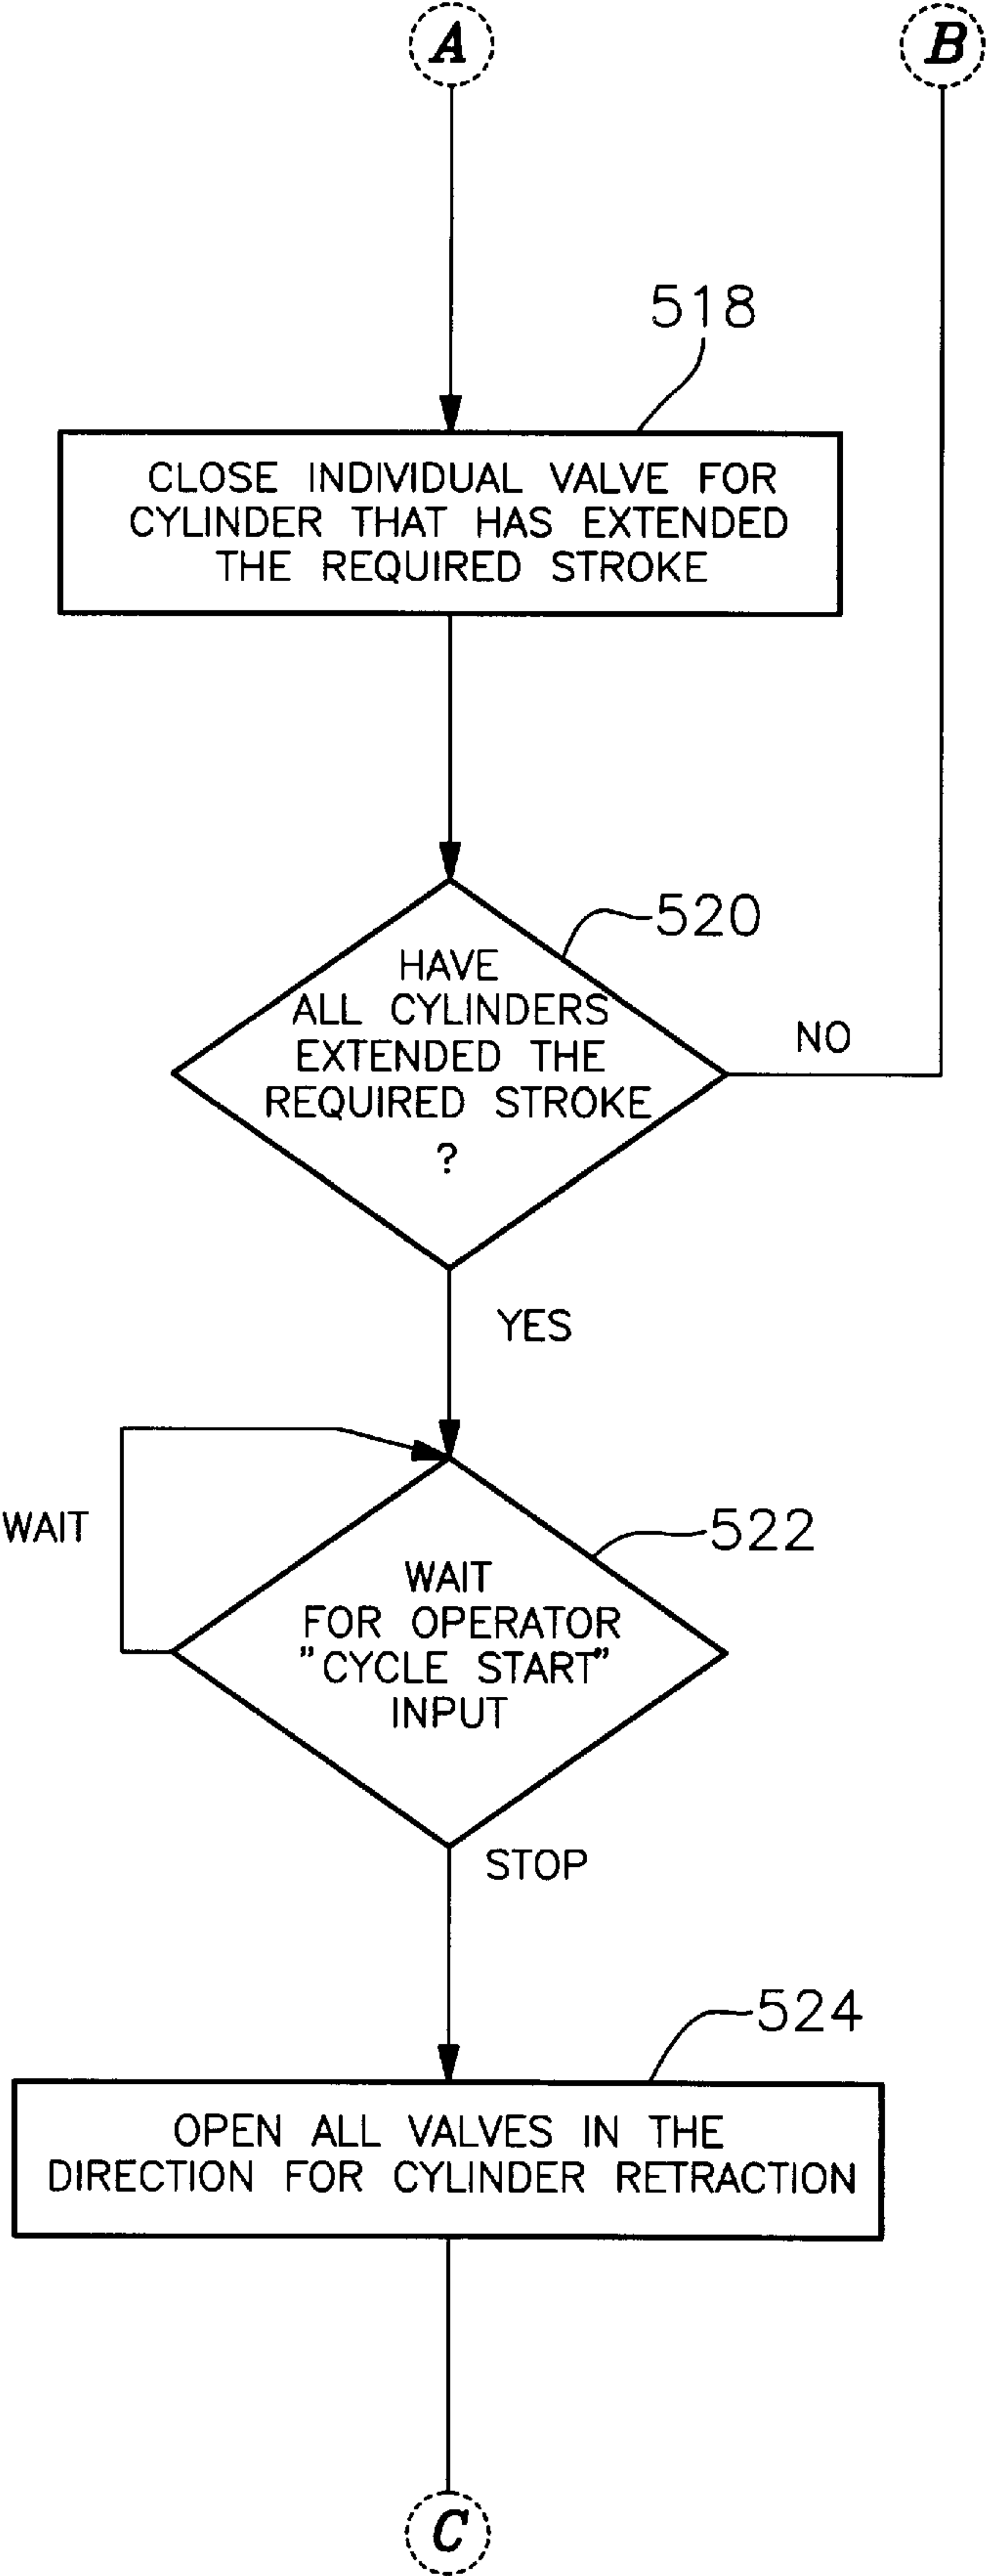 A
B
518
CLOSE INDIVIDUAL VALVE FOR
CYLINDER THAT HAS EXTENDED
THE REQUIRED STROKE
520
HAVE
ALL CYLINDERS
EXTENDED THE
REQUIRED STROKE
?
NO
YES
WAIT
522
WAIT
FOR OPERATOR
"CYCLE START"
INPUT
STOP
524
OPEN ALL VALVES IN THE
DIRECTION FOR CYLINDER RETRACTION
C